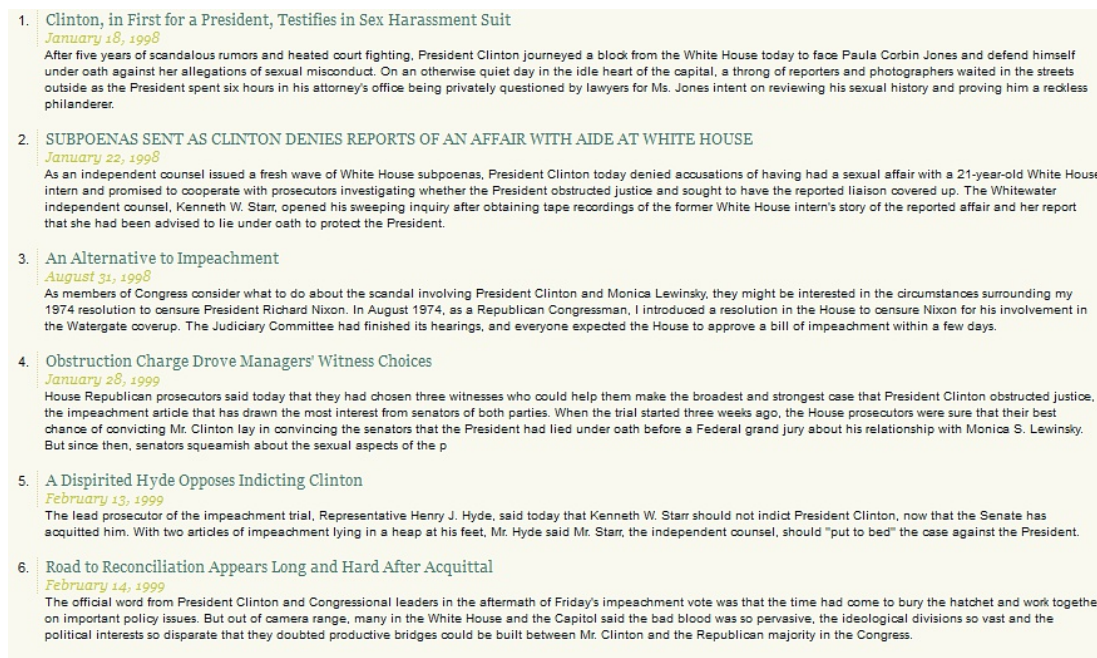 1. Clinton, in First for a President, Testifies in Sex Harassment Suit
January 18, 1998
After five years of scandalous rumors and heated court fighting, President Clinton journeyed a block from the White House today to face Paula Corbin Jones and defend himself
under oath against her allegations of sexual misconduct. On an otherwise quiet day in the idle heart of the capital, a throng of reporters and photographers waited in the streets
outside as the President spent six hours in his attorney's office being privately questioned by lawyers for Ms. Jones intent on reviewing his sexual history and proving him a reckless
philanderer.
2. SUBPOENAS SENT AS CLINTON DENIES REPORTS OF AN AFFAIR WITH AIDE AT WHITE HOUSE
January 22, 1998
As an independent counsel issued a fresh wave of White House subpoenas, President Clinton today denied accusations of having had a sexual affair with a 21-year-old White House
intern and promised to cooperate with prosecutors investigating whether the President obstructed justice and sought to have the reported liaison covered up. The Whitewater
independent counsel, Kenneth W. Starr, opened his sweeping inquiry after obtaining tape recordings of the former White House intern's story of the reported affair and her report
that she had been advised to lie under oath to protect the President.
3. An Alternative to Impeachment
August 31, 1998
As members of Congress consider what to do about the scandal involving President Clinton and Monica Lewinsky, they might be interested in the circumstances surrounding my
1974 resolution to censure President Richard Nixon. In August 1974, as a Republican Congressman, I introduced a resolution in the House to censure Nixon for his involvement in
the Watergate coverup. The Judiciary Committee had finished its hearings, and everyone expected the House to approve a bill of impeachment within a few days.
4. Obstruction Charge Drove Managers' Witness Choices
January 28, 1999
House Republican prosecutors said today that they had chosen three witnesses who could help them make the broadest and strongest case that President Clinton obstructed justice,
the impeachment article that has drawn the most interest from senators of both parties. When the trial started three weeks ago, the House prosecutors were sure that their best
chance of convicting Mr. Clinton lay in convincing the senators that the President had lied under oath before a Federal grand jury about his relationship with Monica S. Lewinsky.
But since then, senators squeamish about the sexual aspects of the p
5. A Dispirited Hyde Opposes Indicting Clinton
February 13, 1999
The lead prosecutor of the impeachment trial, Representative Henry J. Hyde, said today that Kenneth W. Starr should not indict President Clinton, now that the Senate has
acquitted him. With two articles of impeachment lying in a heap at his feet, Mr. Hyde said Mr. Starr, the independent counsel, should "put to bed" the case against the President.
6. Road to Reconciliation Appears Long and Hard After Acquittal
February 14, 1999
The official word from President Clinton and Congressional leaders in the aftermath of Friday's impeachment vote was that the time had come to bury the hatchet and work togethe
on important policy issues. But out of camera range, many in the White House and the Capitol said the bad blood was so pervasive, the ideological divisions so vast and the
political interests so disparate that they doubted productive bridges could be built between Mr. Clinton and the Republican majority in the Congress.